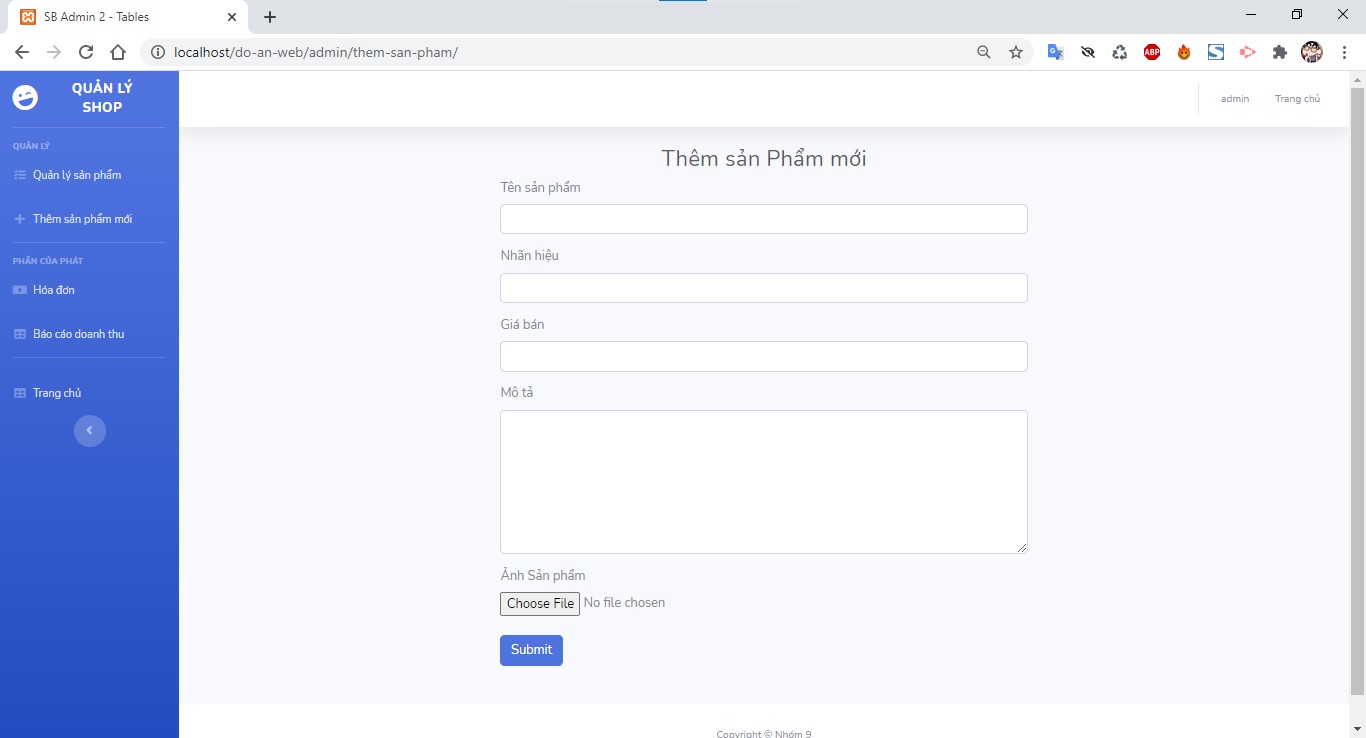 SB Admin 2 - Tables
localhost/do-an-web/admin/them-san-pham/
ABP
QUẢN LÝ
SHOP
admin
Trang chủ
QUẢN LÝ
Quản lý sản phẩm
Thêm sản phẩm mới
PHẦN CỦA PHÁT
Hóa đơn
Báo cáo doanh thu
Trang chủ
Thêm sản Phẩm mới
Tên sản phẩm
Nhãn hiệu
Giá bán
Mô tả
Ảnh Sản phẩm
Choose File No file chosen
Submit
Copyright © Nhóm 9